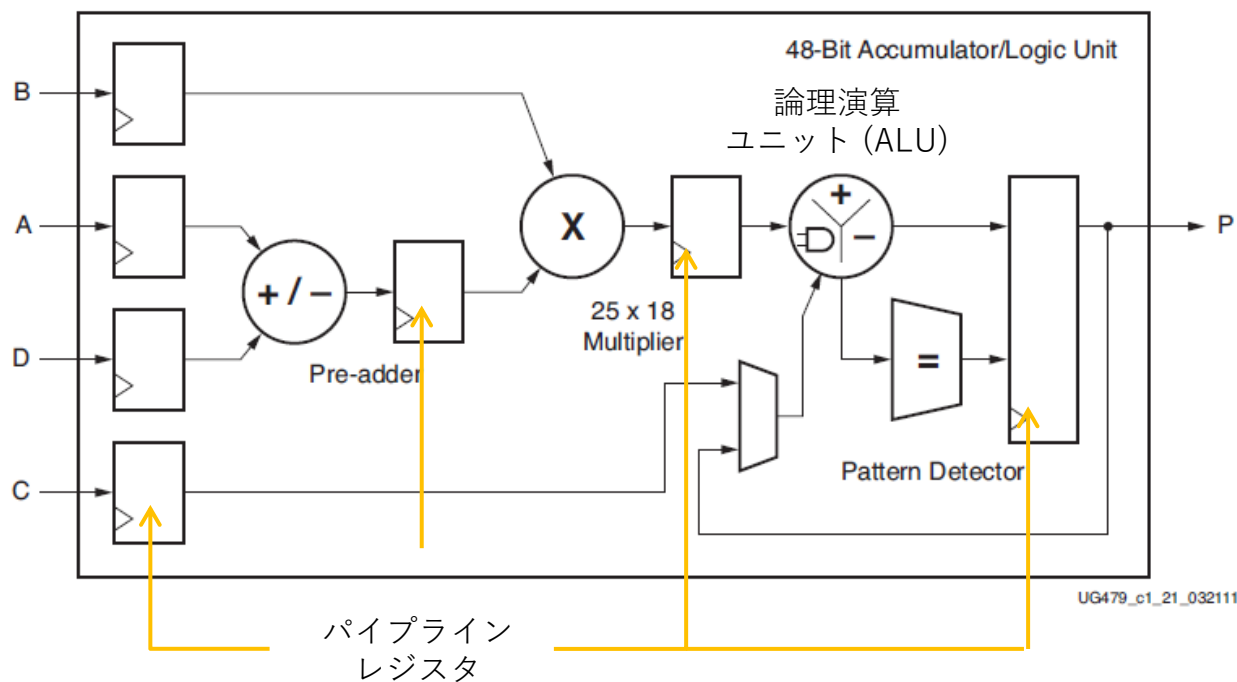 48-Bit Accumulator/Logic Unit
B
論理演算
ユニット (ALU)
A
X
+
−
P
+ / −
25 x 18
Multiplier
D
Pre-adder
=
Pattern Detector
C
UG479_c1_21_032111
パイプライン
レジスタ